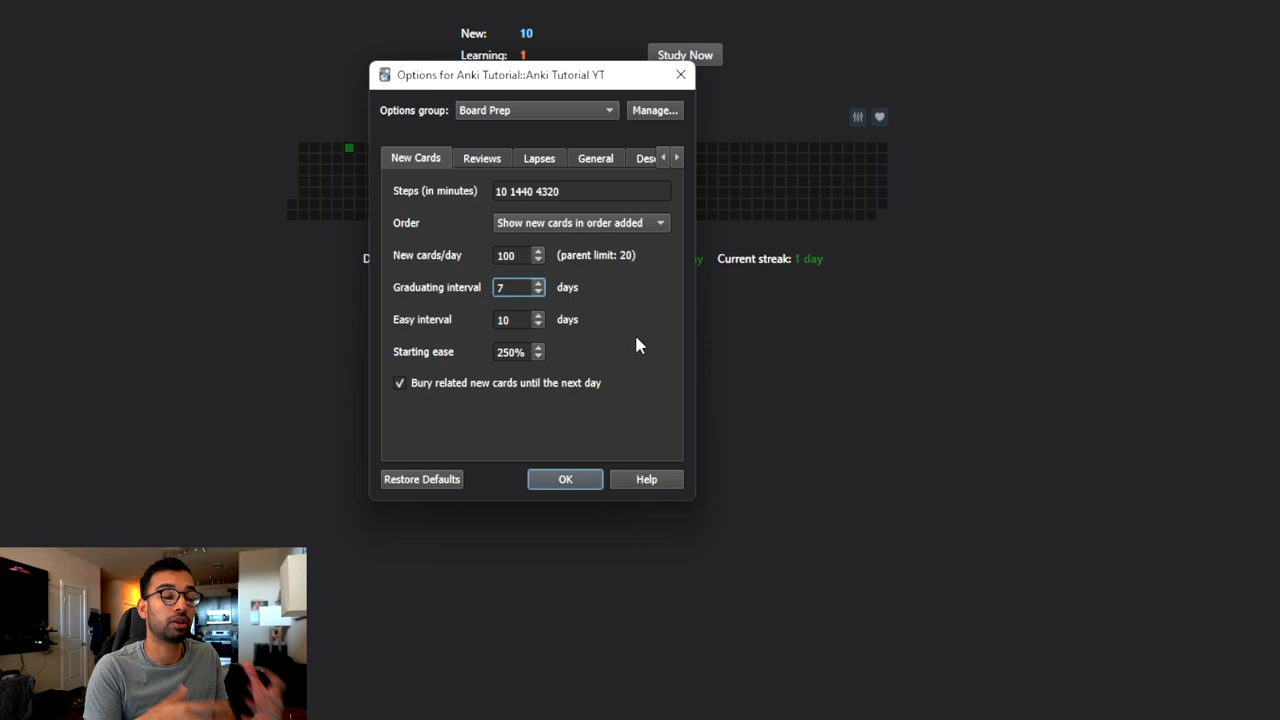 New: 10
Learning: 1
Study Now
Options for Anki Tutorial::Anki Tutorial YT
Options group: Board Prep Manage...
New Cards Reviews Lapses General Des
Steps (in minutes) 10 1440 4320
Order Show new cards in order added
New cards/day 100 (parent limit: 20)
D y Current streak: 1 day
Graduating interval 7 days
Easy interval 10 days
Starting ease 250%
Bury related new cards until the next day
Restore Defaults OK Help